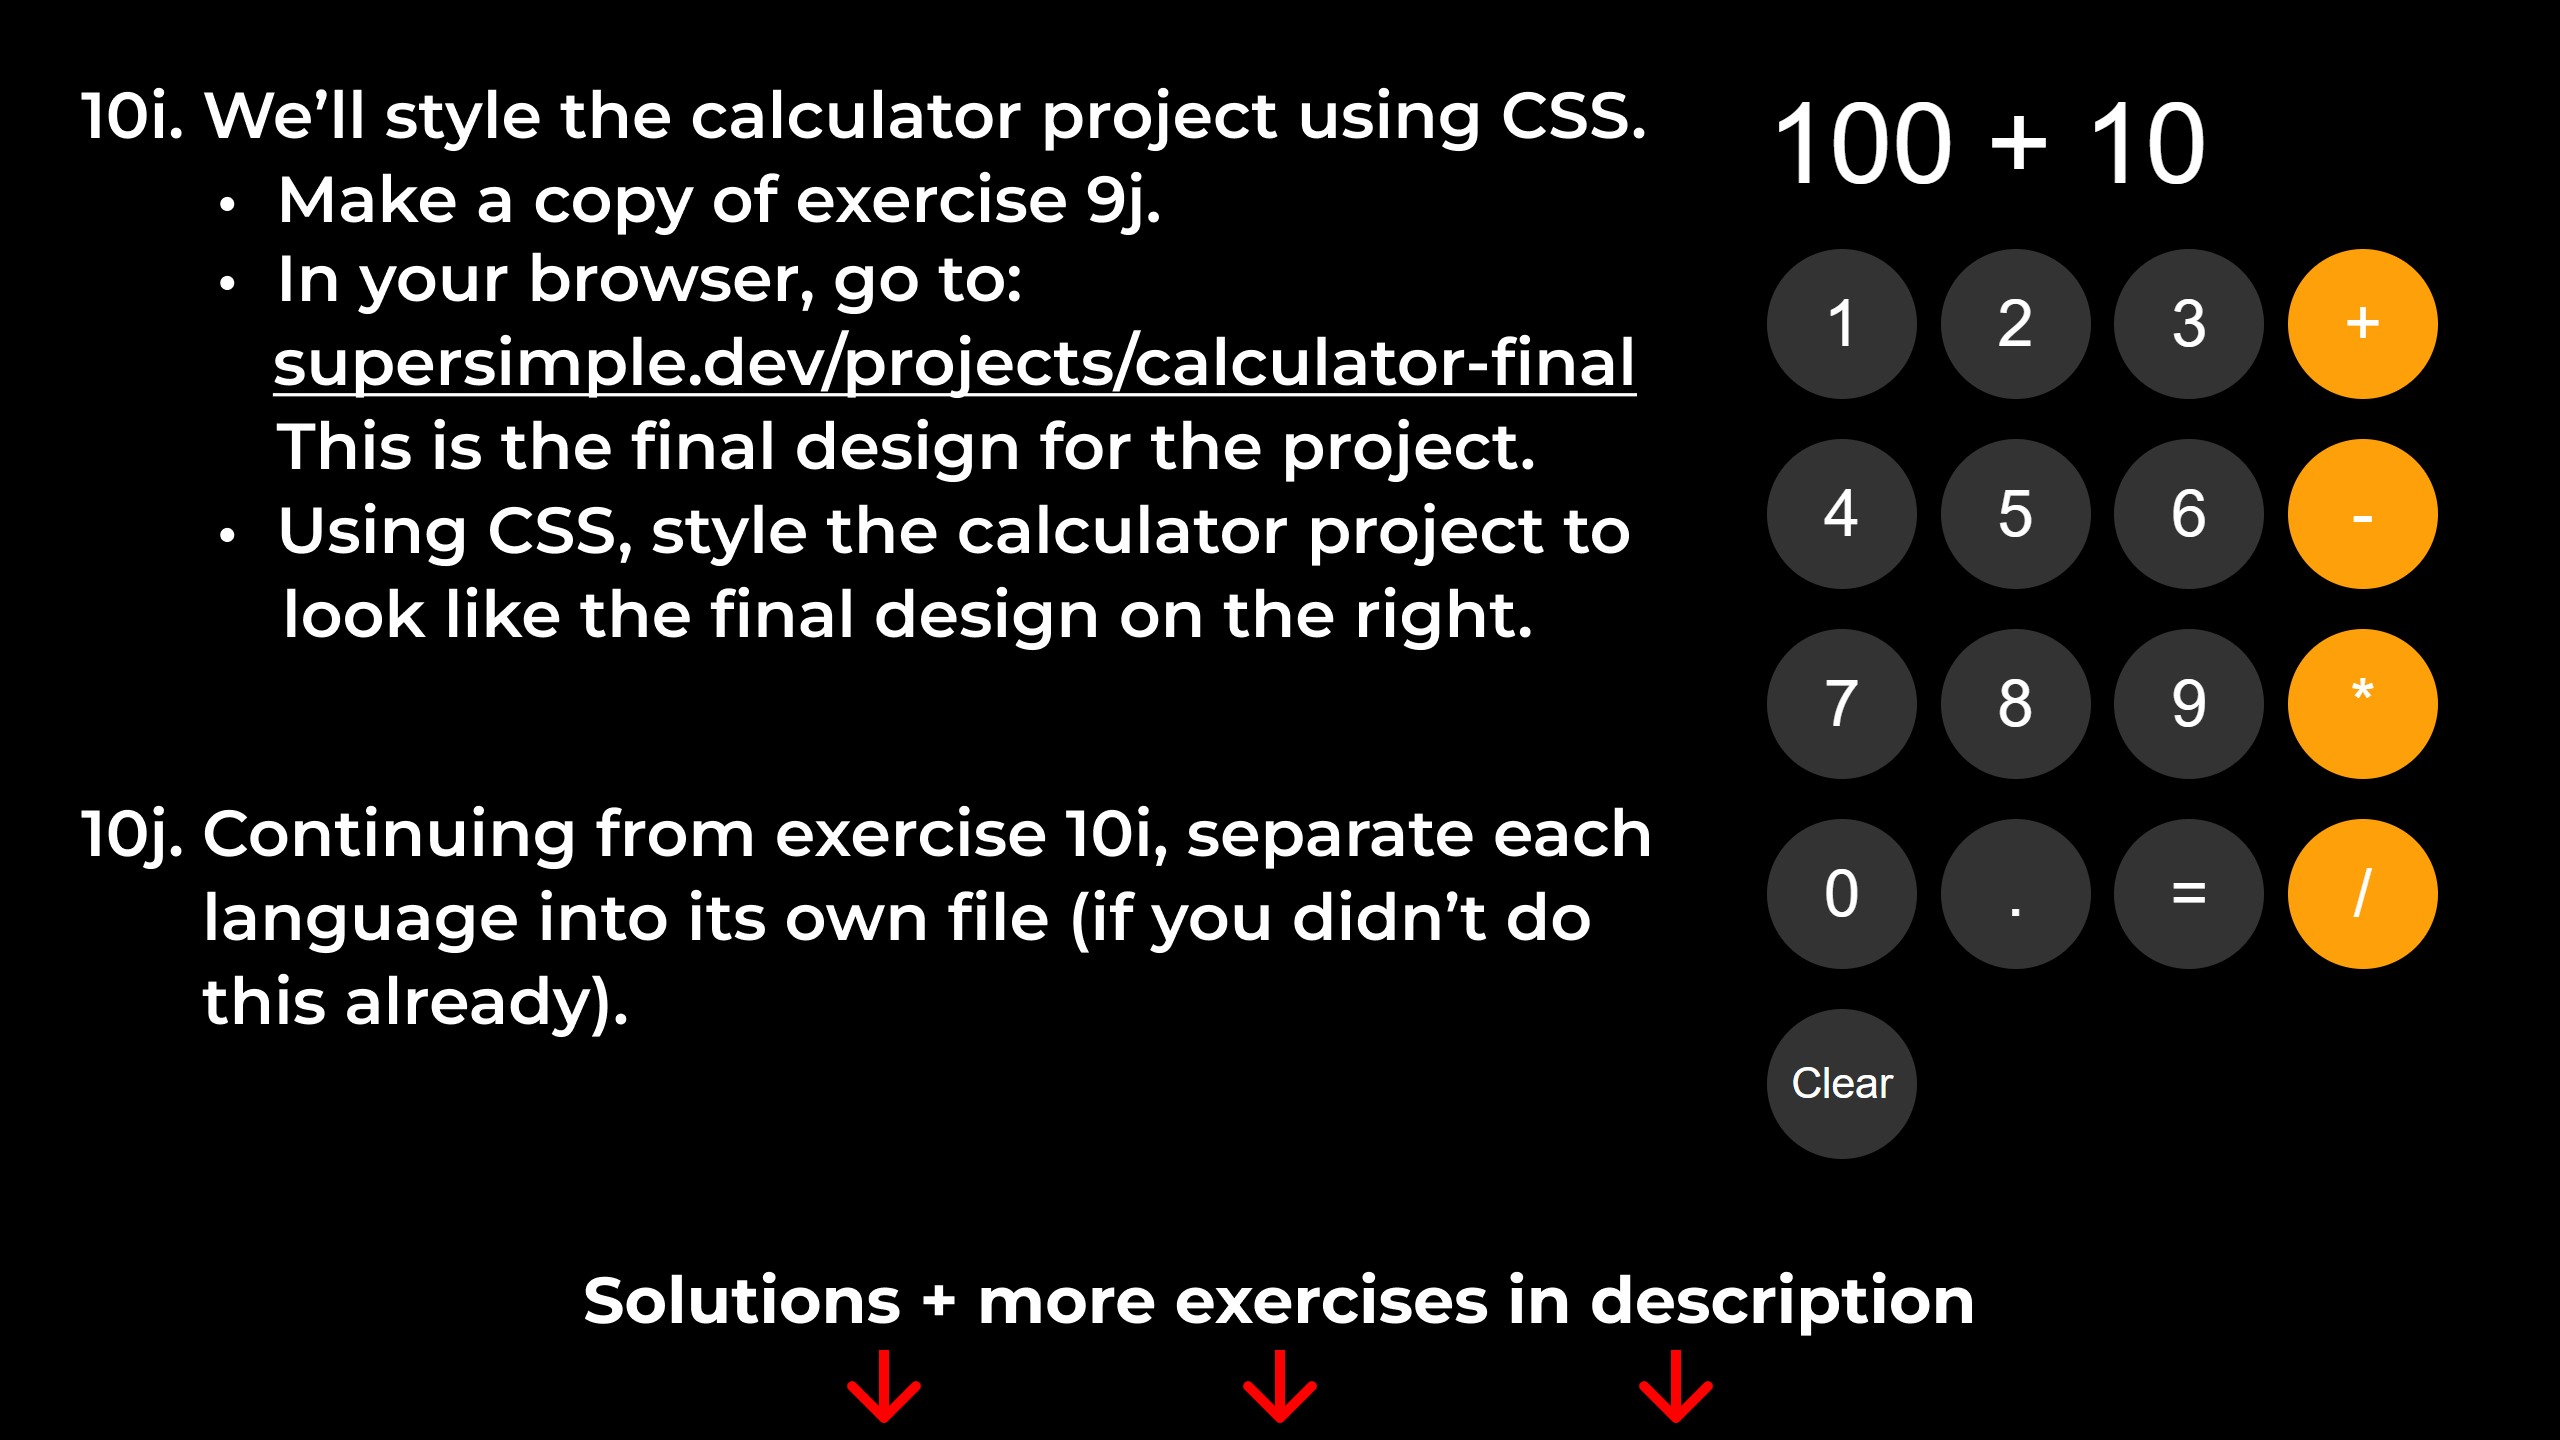 10i. We’ll style the calculator project using CSS.
• Make a copy of exercise 9j.
• In your browser, go to:
supersimple.dev/projects/calculator-final
This is the final design for the project.
• Using CSS, style the calculator project to
look like the final design on the right.
10j. Continuing from exercise 10i, separate each
language into its own file (if you didn’t do
this already).
100 + 10
1 2 3 +
4 5 6 -
7 8 9 *
0 . = /
Clear
Solutions + more exercises in description